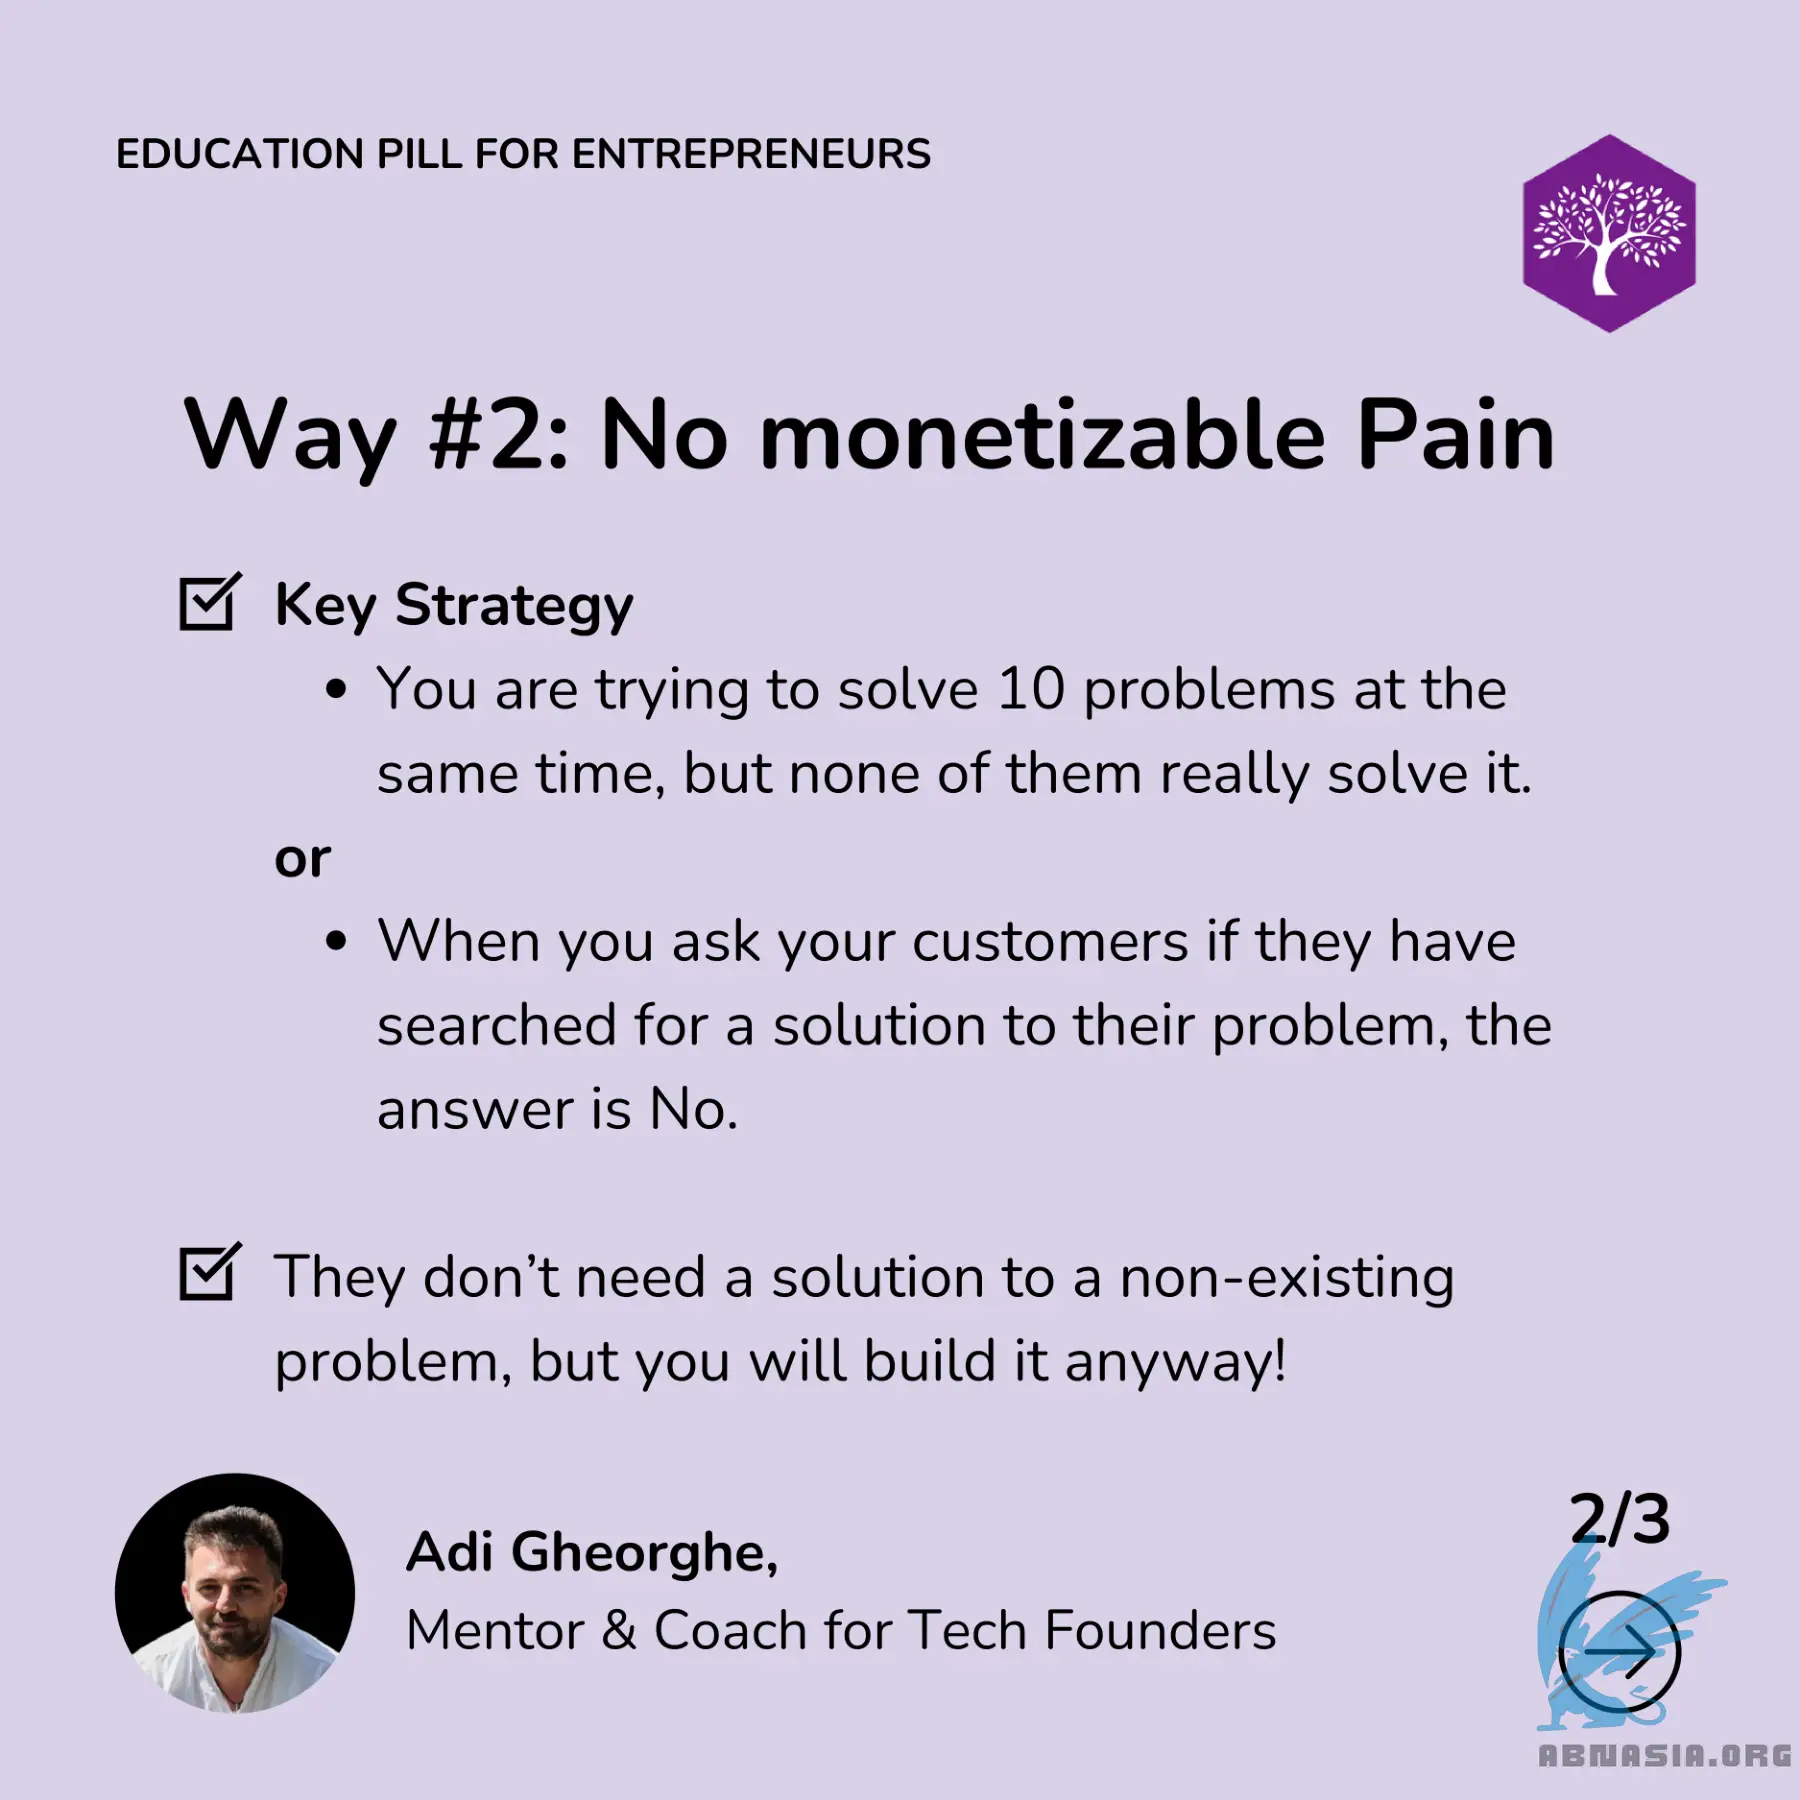 EDUCATION PILL FOR ENTREPRENEURS
Way #2: No monetizable Pain
Key Strategy
• You are trying to solve 10 problems at the
same time, but none of them really solve it.
or
• When you ask your customers if they have
searched for a solution to their problem, the
answer is No.
They don’t need a solution to a non-existing
problem, but you will build it anyway!
Adi Gheorghe,
Mentor & Coach for Tech Founders
2/3
ABNASIA.ORG